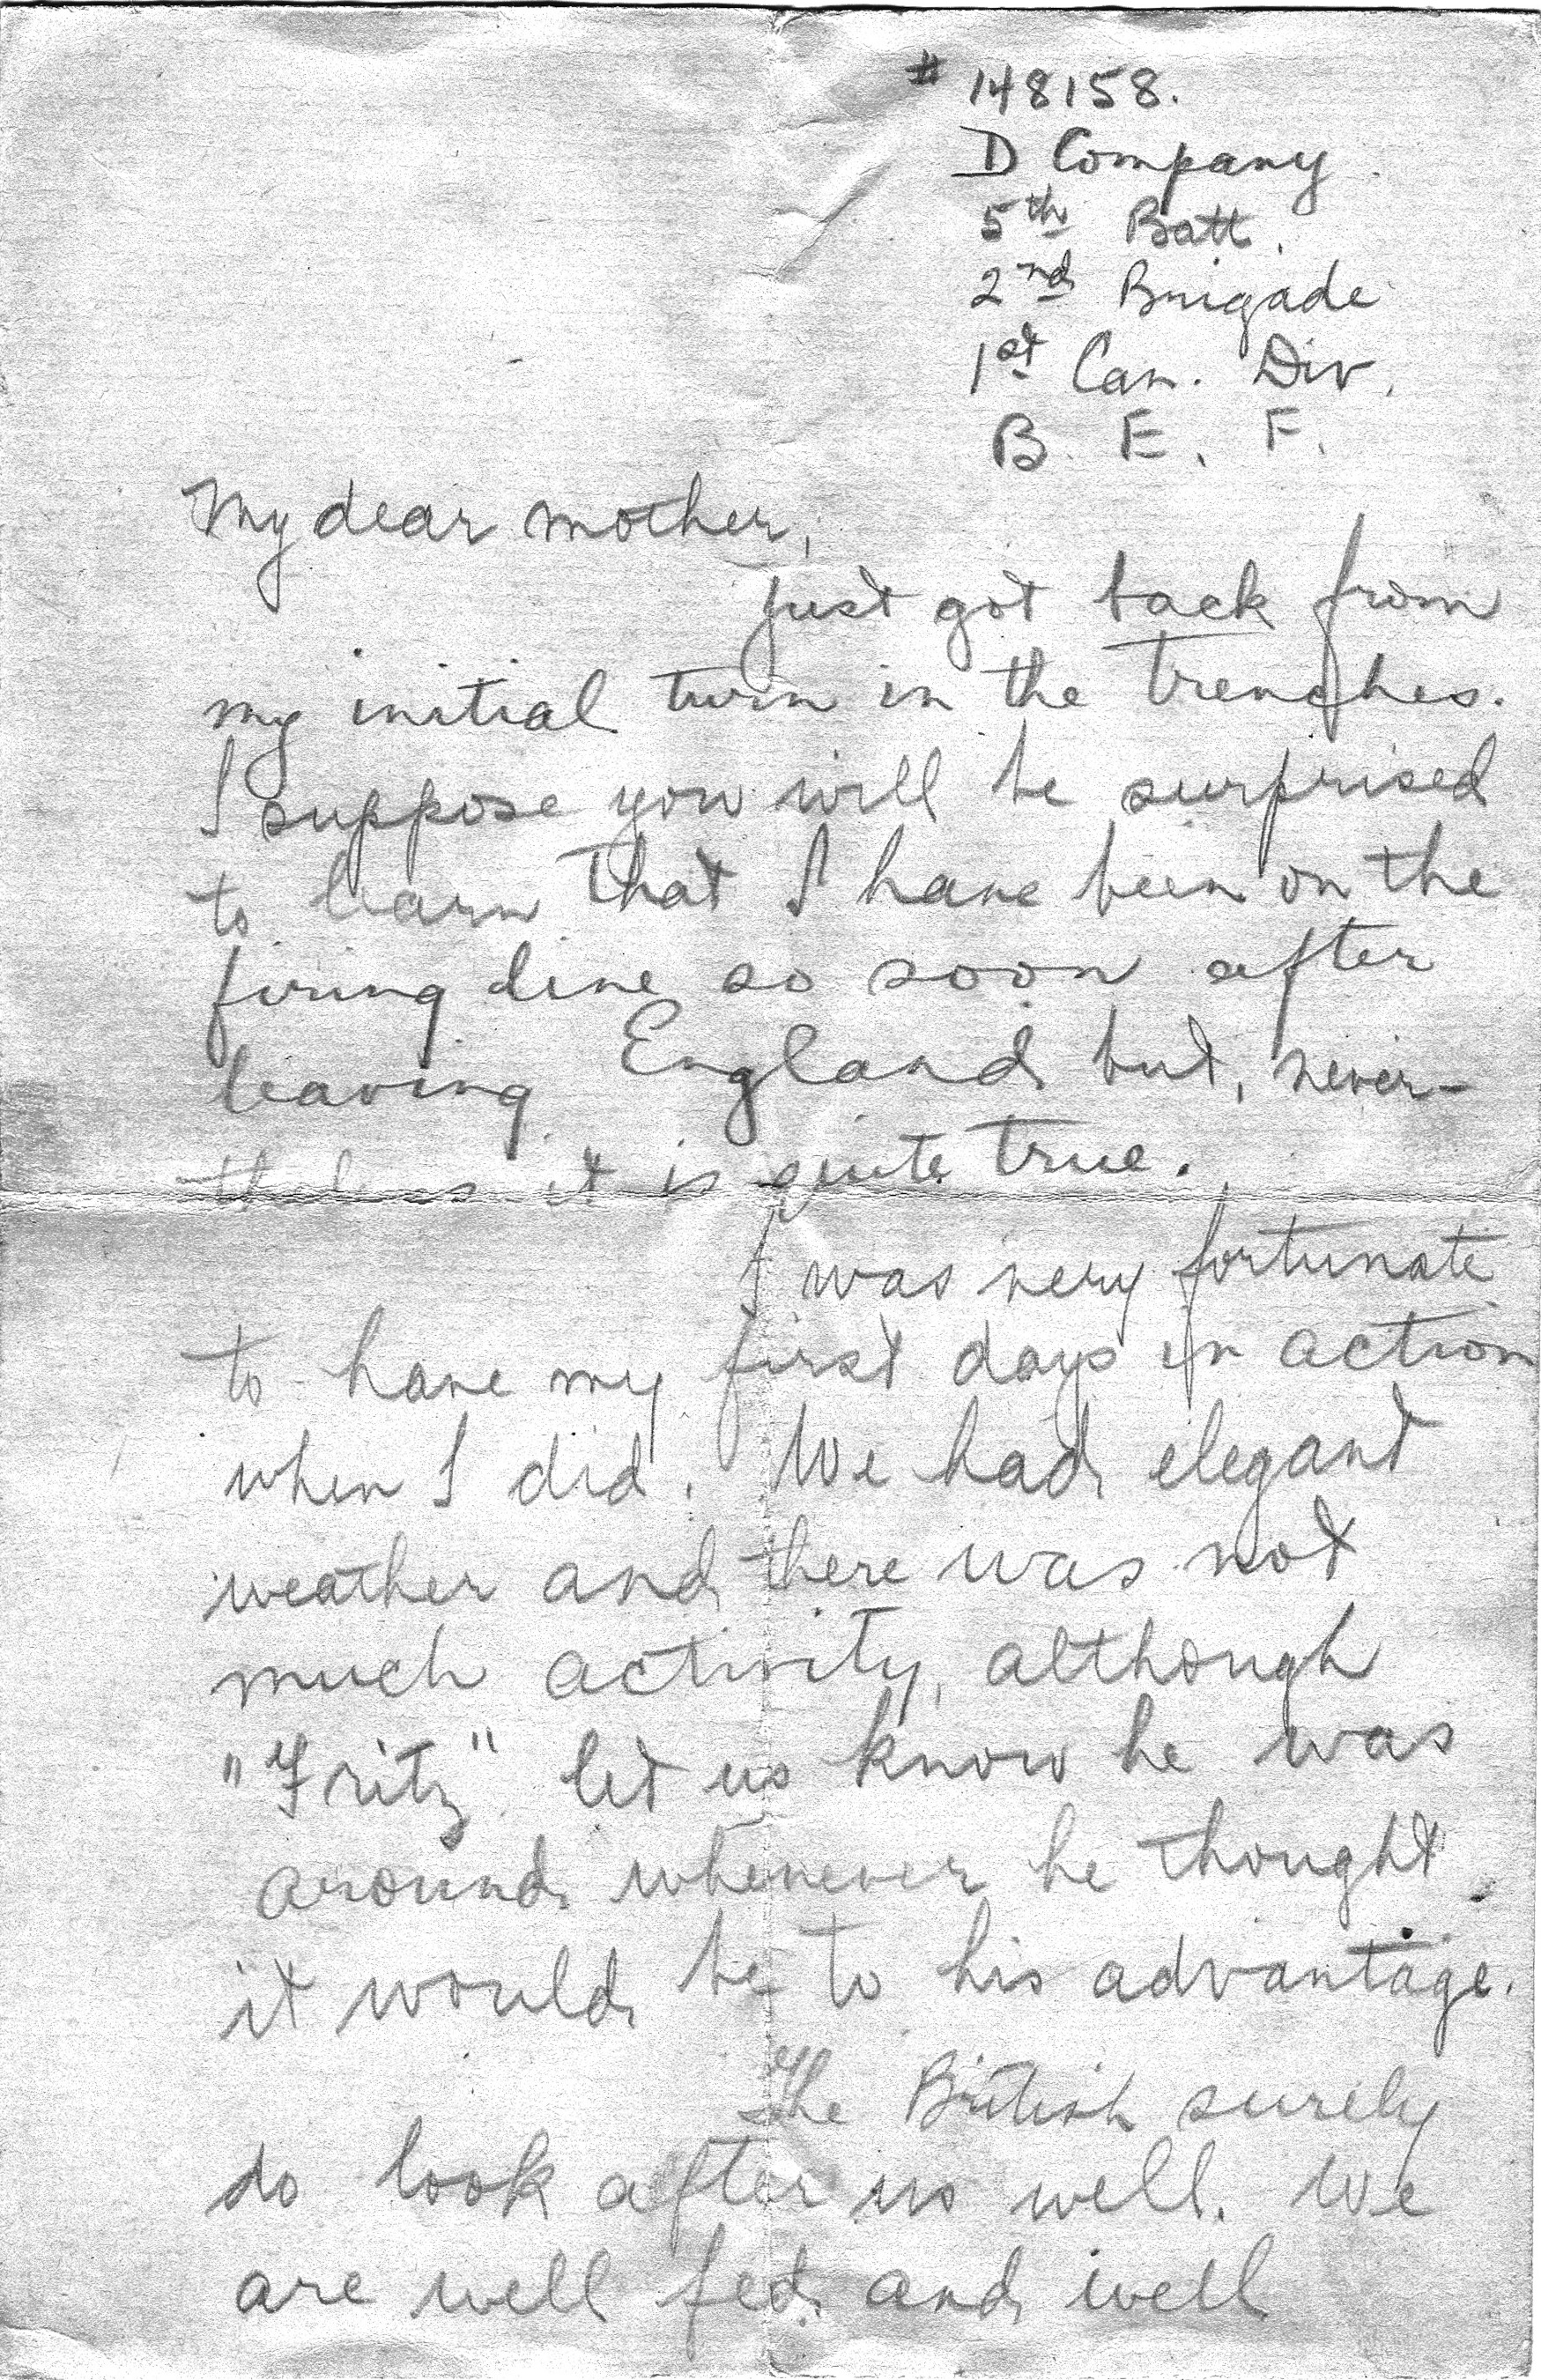 # 148158.
D Company.
5th Batt.
2nd Brigade
1st Can. Div.
B. E. F.
My dear mother,
Just got back from
my initial turn in the trenches.
I suppose you will be surprised
to learn that I have been on the
firing line so soon after
leaving England but, never-
theless it is quite true.
I was very fortunate
to have my first days in action
when I did. We had elegant
weather and there was not
much activity, although
"Fritz" let us know he was
around whenever he thought
it would be to his advantage.
The British surely
do look after us well. We
are well fed and well